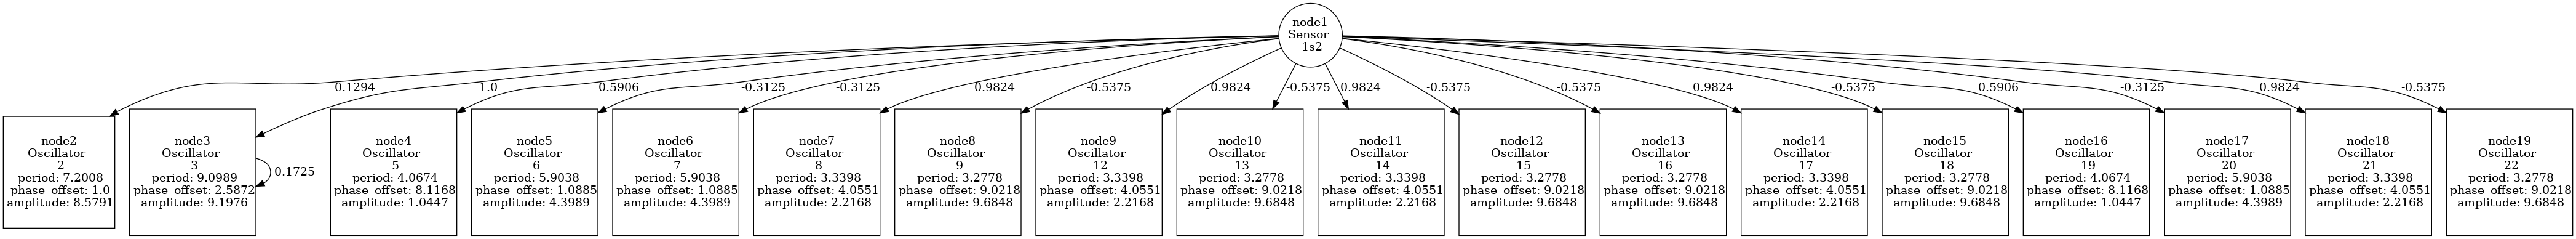 node1
Sensor
1s2
0.1294
1.0
0.5906
-0.3125
-0.3125
0.9824
-0.5375
0.9824
-0.5375
0.9824
-0.5375
-0.5375
0.9824
-0.5375
0.5906
-0.3125
0.9824
-0.5375
node2
Oscillator
2
period: 7.2008
phase_offset: 1.0
amplitude: 8.5791
node3
Oscillator
3
period: 9.0989
phase_offset: 2.5872
amplitude: 9.1976
-0.1725
node4
Oscillator
5
period: 4.0674
phase_offset: 8.1168
amplitude: 1.0447
node5
Oscillator
6
period: 5.9038
phase_offset: 1.0885
amplitude: 4.3989
node6
Oscillator
7
period: 5.9038
phase_offset: 1.0885
amplitude: 4.3989
node7
Oscillator
8
period: 3.3398
phase_offset: 4.0551
amplitude: 2.2168
node8
Oscillator
9
period: 3.2778
phase_offset: 9.0218
amplitude: 9.6848
node9
Oscillator
12
period: 3.3398
phase_offset: 4.0551
amplitude: 2.2168
node10
Oscillator
13
period: 3.2778
phase_offset: 9.0218
amplitude: 9.6848
node11
Oscillator
14
period: 3.3398
phase_offset: 4.0551
amplitude: 2.2168
node12
Oscillator
15
period: 3.2778
phase_offset: 9.0218
amplitude: 9.6848
node13
Oscillator
16
period: 3.2778
phase_offset: 9.0218
amplitude: 9.6848
node14
Oscillator
17
period: 3.3398
phase_offset: 4.0551
amplitude: 2.2168
node15
Oscillator
18
period: 3.2778
phase_offset: 9.0218
amplitude: 9.6848
node16
Oscillator
19
period: 4.0674
phase_offset: 8.1168
amplitude: 1.0447
node17
Oscillator
20
period: 5.9038
phase_offset: 1.0885
amplitude: 4.3989
node18
Oscillator
21
period: 3.3398
phase_offset: 4.0551
amplitude: 2.2168
node19
Oscillator
22
period: 3.2778
phase_offset: 9.0218
amplitude: 9.6848